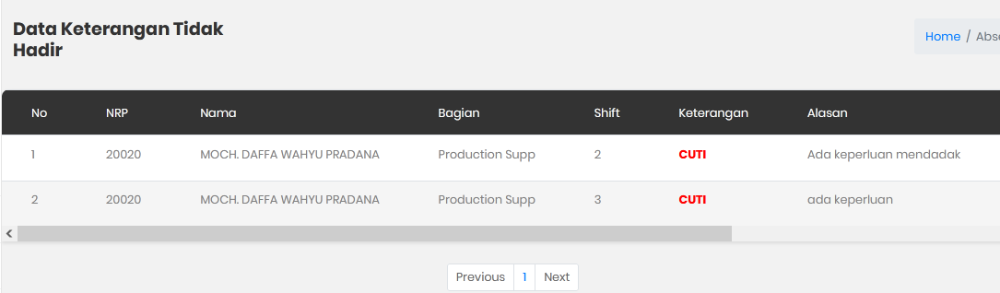 Data Keterangan Tidak
Hadir
Home / Abse
No NRP Nama Bagian Shift Keterangan Alasan
1 20020 MOCH. DAFFA WAHYU PRADANA Production Supp 2 CUTI Ada keperluan mendadak
2 20020 MOCH. DAFFA WAHYU PRADANA Production Supp 3 CUTI ada keperluan
Previous 1 Next